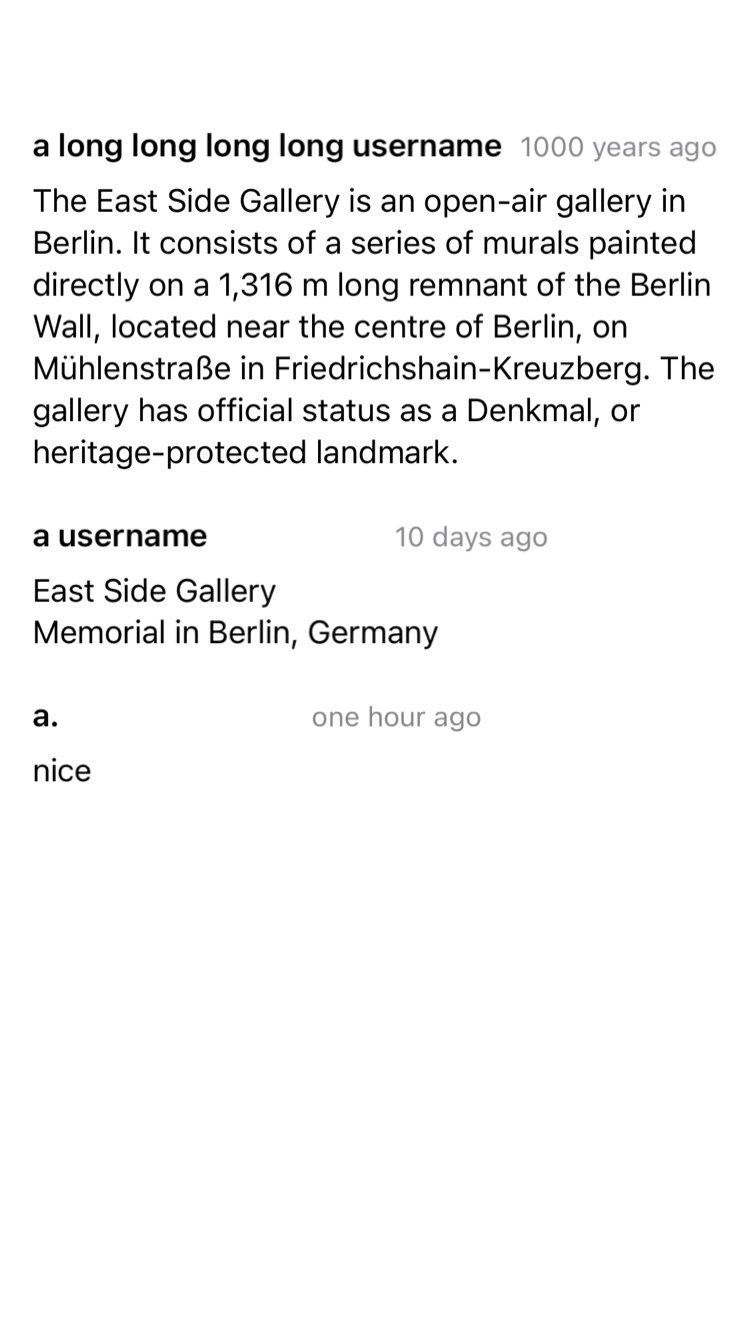 a long long long long username 1000 years ago
The East Side Gallery is an open-air gallery in
Berlin. It consists of a series of murals painted
directly on a 1,316 m long remnant of the Berlin
Wall, located near the centre of Berlin, on
Mühlenstraße in Friedrichshain-Kreuzberg. The
gallery has official status as a Denkmal, or
heritage-protected landmark.
a username 10 days ago
East Side Gallery
Memorial in Berlin, Germany
a. one hour ago
nice